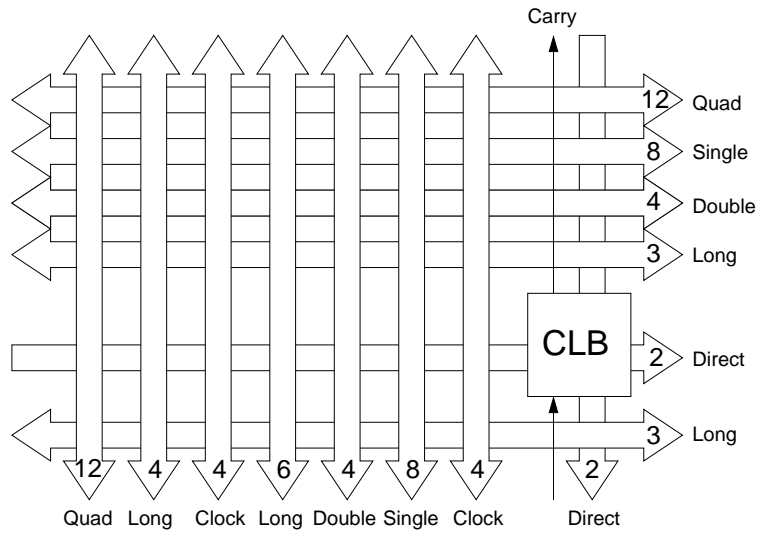 Carry
12 Quad
8 Single
4 Double
3 Long
CLB
2 Direct
3 Long
12 4 4 6 4 8 4 2
Quad Long Clock Long Double Single Clock Direct